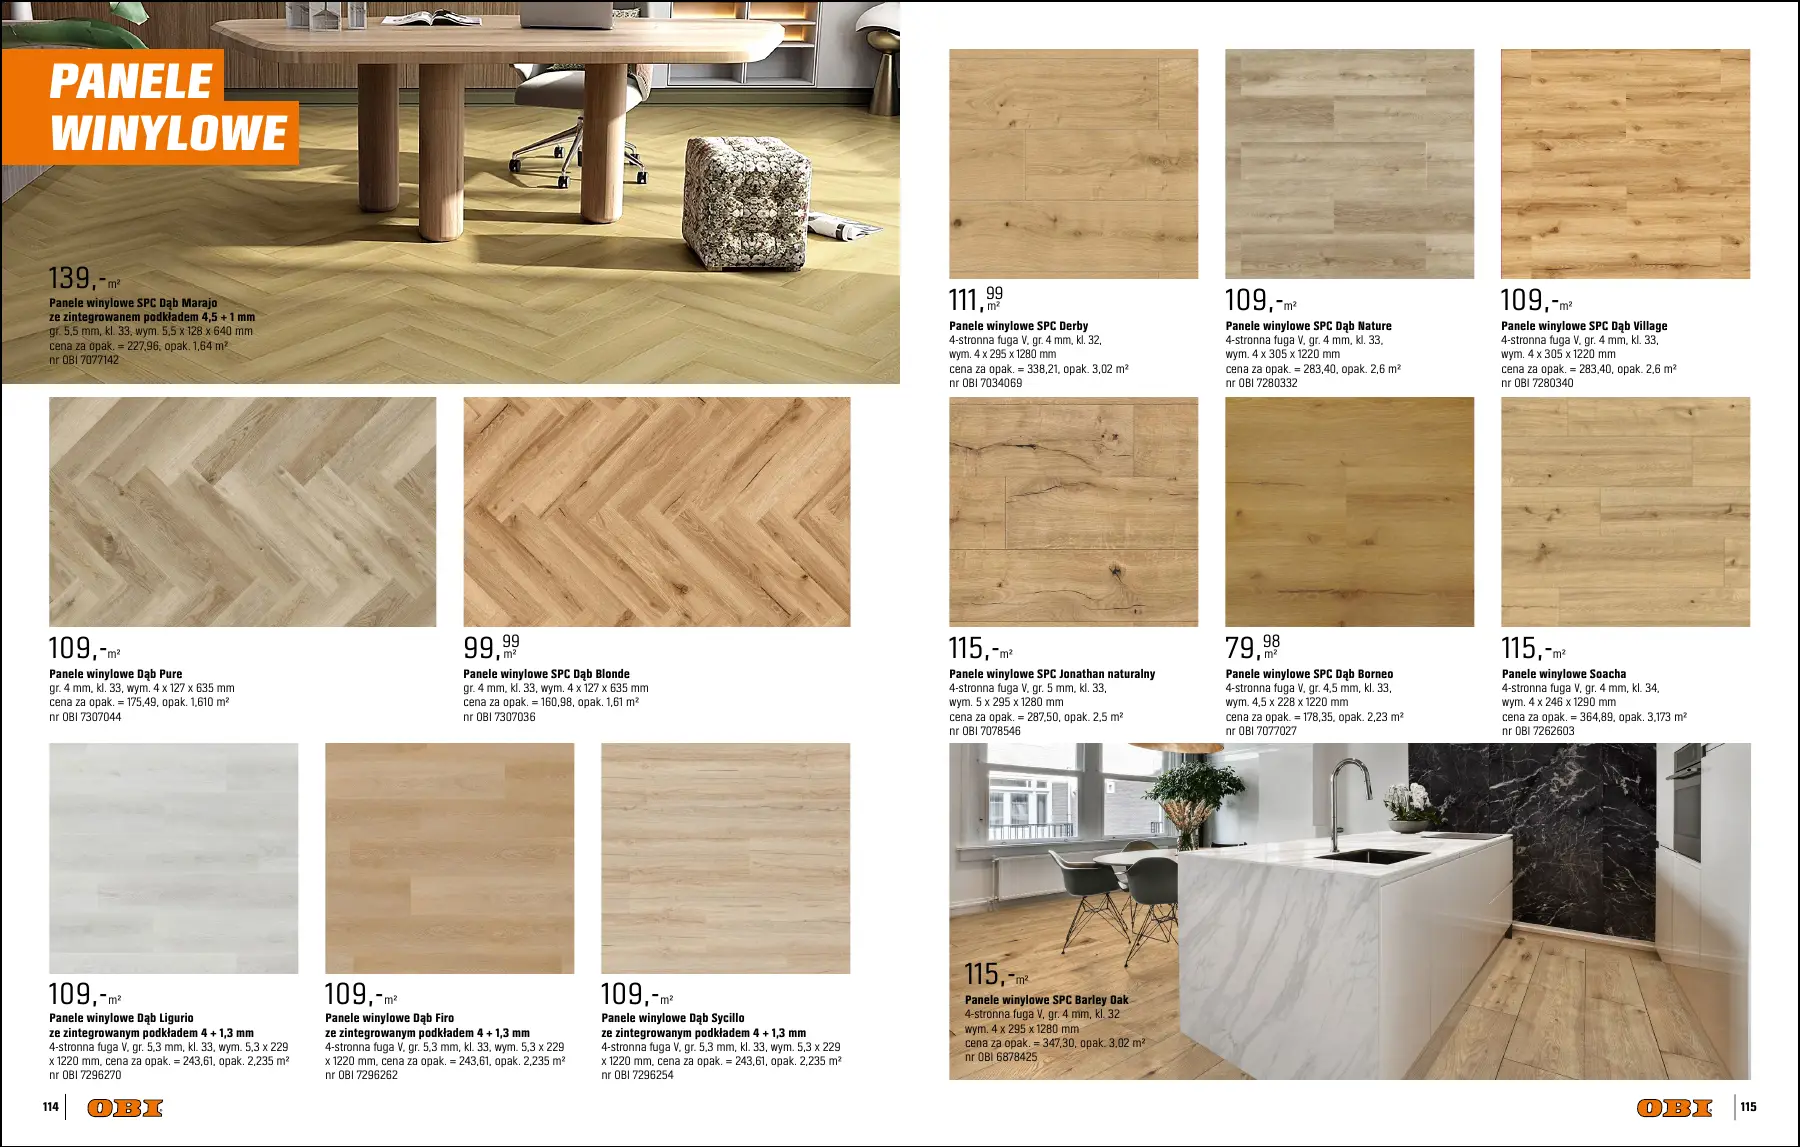 PANELE
WINYLOWE
139,- m²
Panele winylowe SPC Dąb Marajo
ze zintegrowanem podkładem 4,5 + 1 mm
gr. 5,5 mm, kl. 33, wym. 5,5 x 128 x 640 mm
cena za opak. = 227,96, opak. 1,64 m²
nr OBI 7077142
109,- m²
Panele winylowe Dąb Pure
gr. 4 mm, kl. 33, wym. 4 x 127 x 635 mm
cena za opak. = 175,49, opak. 1,610 m²
nr OBI 7307044
99,99 m²
Panele winylowe SPC Dąb Blonde
gr. 4 mm, kl. 33, wym. 4 x 127 x 635 mm
cena za opak. = 160,98, opak. 1,61 m²
nr OBI 7307036
109,- m²
Panele winylowe Dąb Ligurio
ze zintegrowanym podkładem 4 + 1,3 mm
4-stronna fuga V, gr. 5,3 mm, kl. 33, wym. 5,3 x 229
x 1220 mm, cena za opak. = 243,61, opak. 2,235 m²
nr OBI 7296270
109,- m²
Panele winylowe Dąb Firo
ze zintegrowanym podkładem 4 + 1,3 mm
4-stronna fuga V, gr. 5,3 mm, kl. 33, wym. 5,3 x 229
x 1220 mm, cena za opak. = 243,61, opak. 2,235 m²
nr OBI 7296262
109,- m²
Panele winylowe Dąb Sycillo
ze zintegrowanym podkładem 4 + 1,3 mm
4-stronna fuga V, gr. 5,3 mm, kl. 33, wym. 5,3 x 229
x 1220 mm, cena za opak. = 243,61, opak. 2,235 m²
nr OBI 7296254
114 OBI
111,99 m²
Panele winylowe SPC Derby
4-stronna fuga V, gr. 4 mm, kl. 32,
wym. 4 x 295 x 1280 mm
cena za opak. = 338,21, opak. 3,02 m²
nr OBI 7034069
109,- m²
Panele winylowe SPC Dąb Nature
4-stronna fuga V, gr. 4 mm, kl. 33,
wym. 4 x 305 x 1220 mm
cena za opak. = 283,40, opak. 2,6 m²
nr OBI 7280332
109,- m²
Panele winylowe SPC Dąb Village
4-stronna fuga V, gr. 4 mm, kl. 33,
wym. 4 x 305 x 1220 mm
cena za opak. = 283,40, opak. 2,6 m²
nr OBI 7280340
115,- m²
Panele winylowe SPC Jonathan naturalny
4-stronna fuga V, gr. 5 mm, kl. 33,
wym. 5 x 295 x 1280 mm
cena za opak. = 287,50, opak. 2,5 m²
nr OBI 7078546
79,98 m²
Panele winylowe SPC Dąb Borneo
4-stronna fuga V, gr. 4,5 mm, kl. 33,
wym. 4,5 x 228 x 1220 mm
cena za opak. = 178,35, opak. 2,23 m²
nr OBI 7077027
115,- m²
Panele winylowe Soacha
4-stronna fuga V, gr. 4 mm, kl. 34,
wym. 4 x 246 x 1290 mm
cena za opak. = 364,89, opak. 3,173 m²
nr OBI 7262603
115,- m²
Panele winylowe SPC Barley Oak
4-stronna fuga V, gr. 4 mm, kl. 32
wym. 4 x 295 x 1280 mm
cena za opak. = 347,30, opak. 3,02 m²
nr OBI 6878425
OBI 115